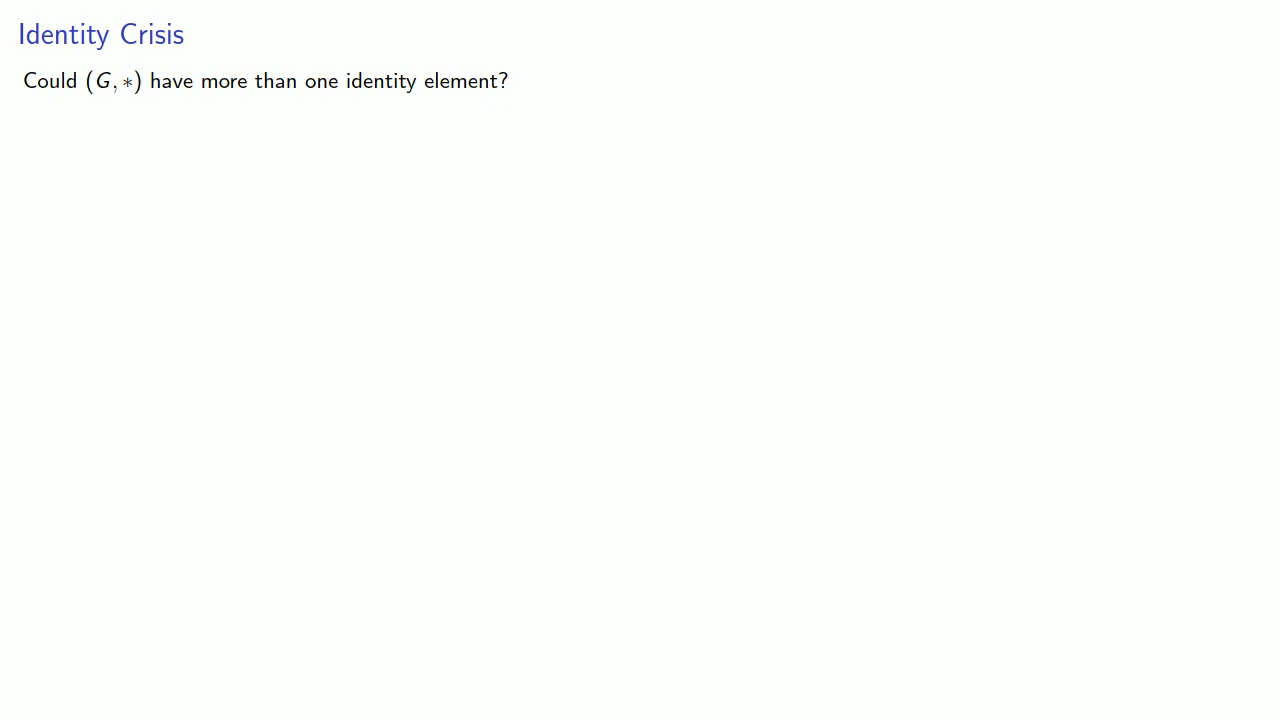 Identity Crisis
Could (G, ∗) have more than one identity element?